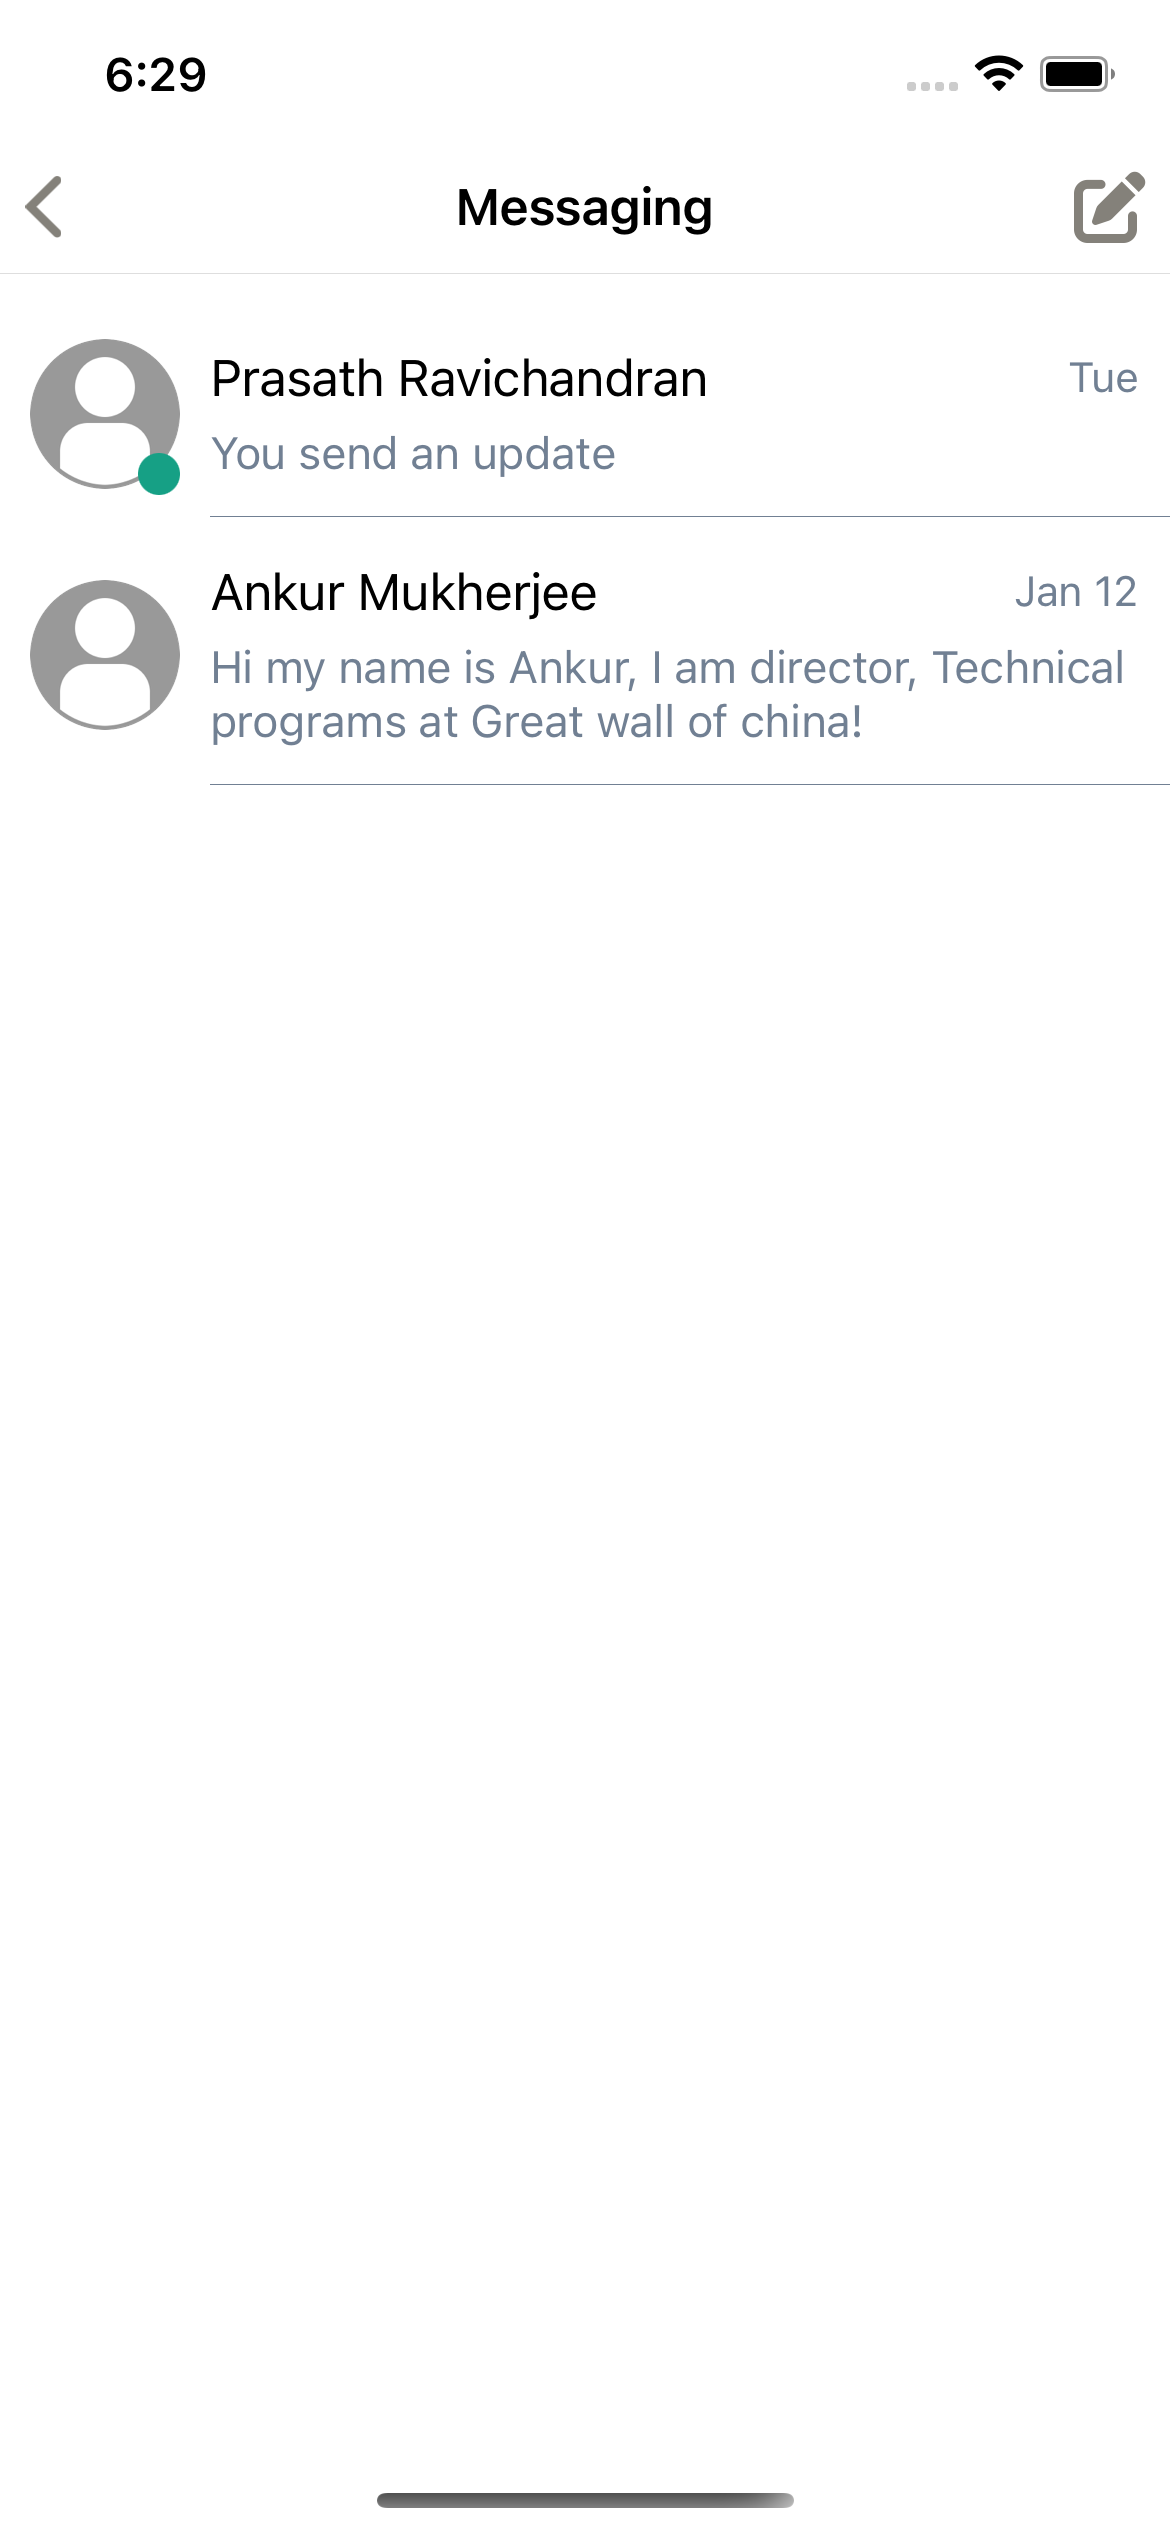 6:29
Messaging
Prasath Ravichandran
Tue
You send an update
Ankur Mukherjee
Jan 12
Hi my name is Ankur, I am director, Technical
programs at Great wall of china!